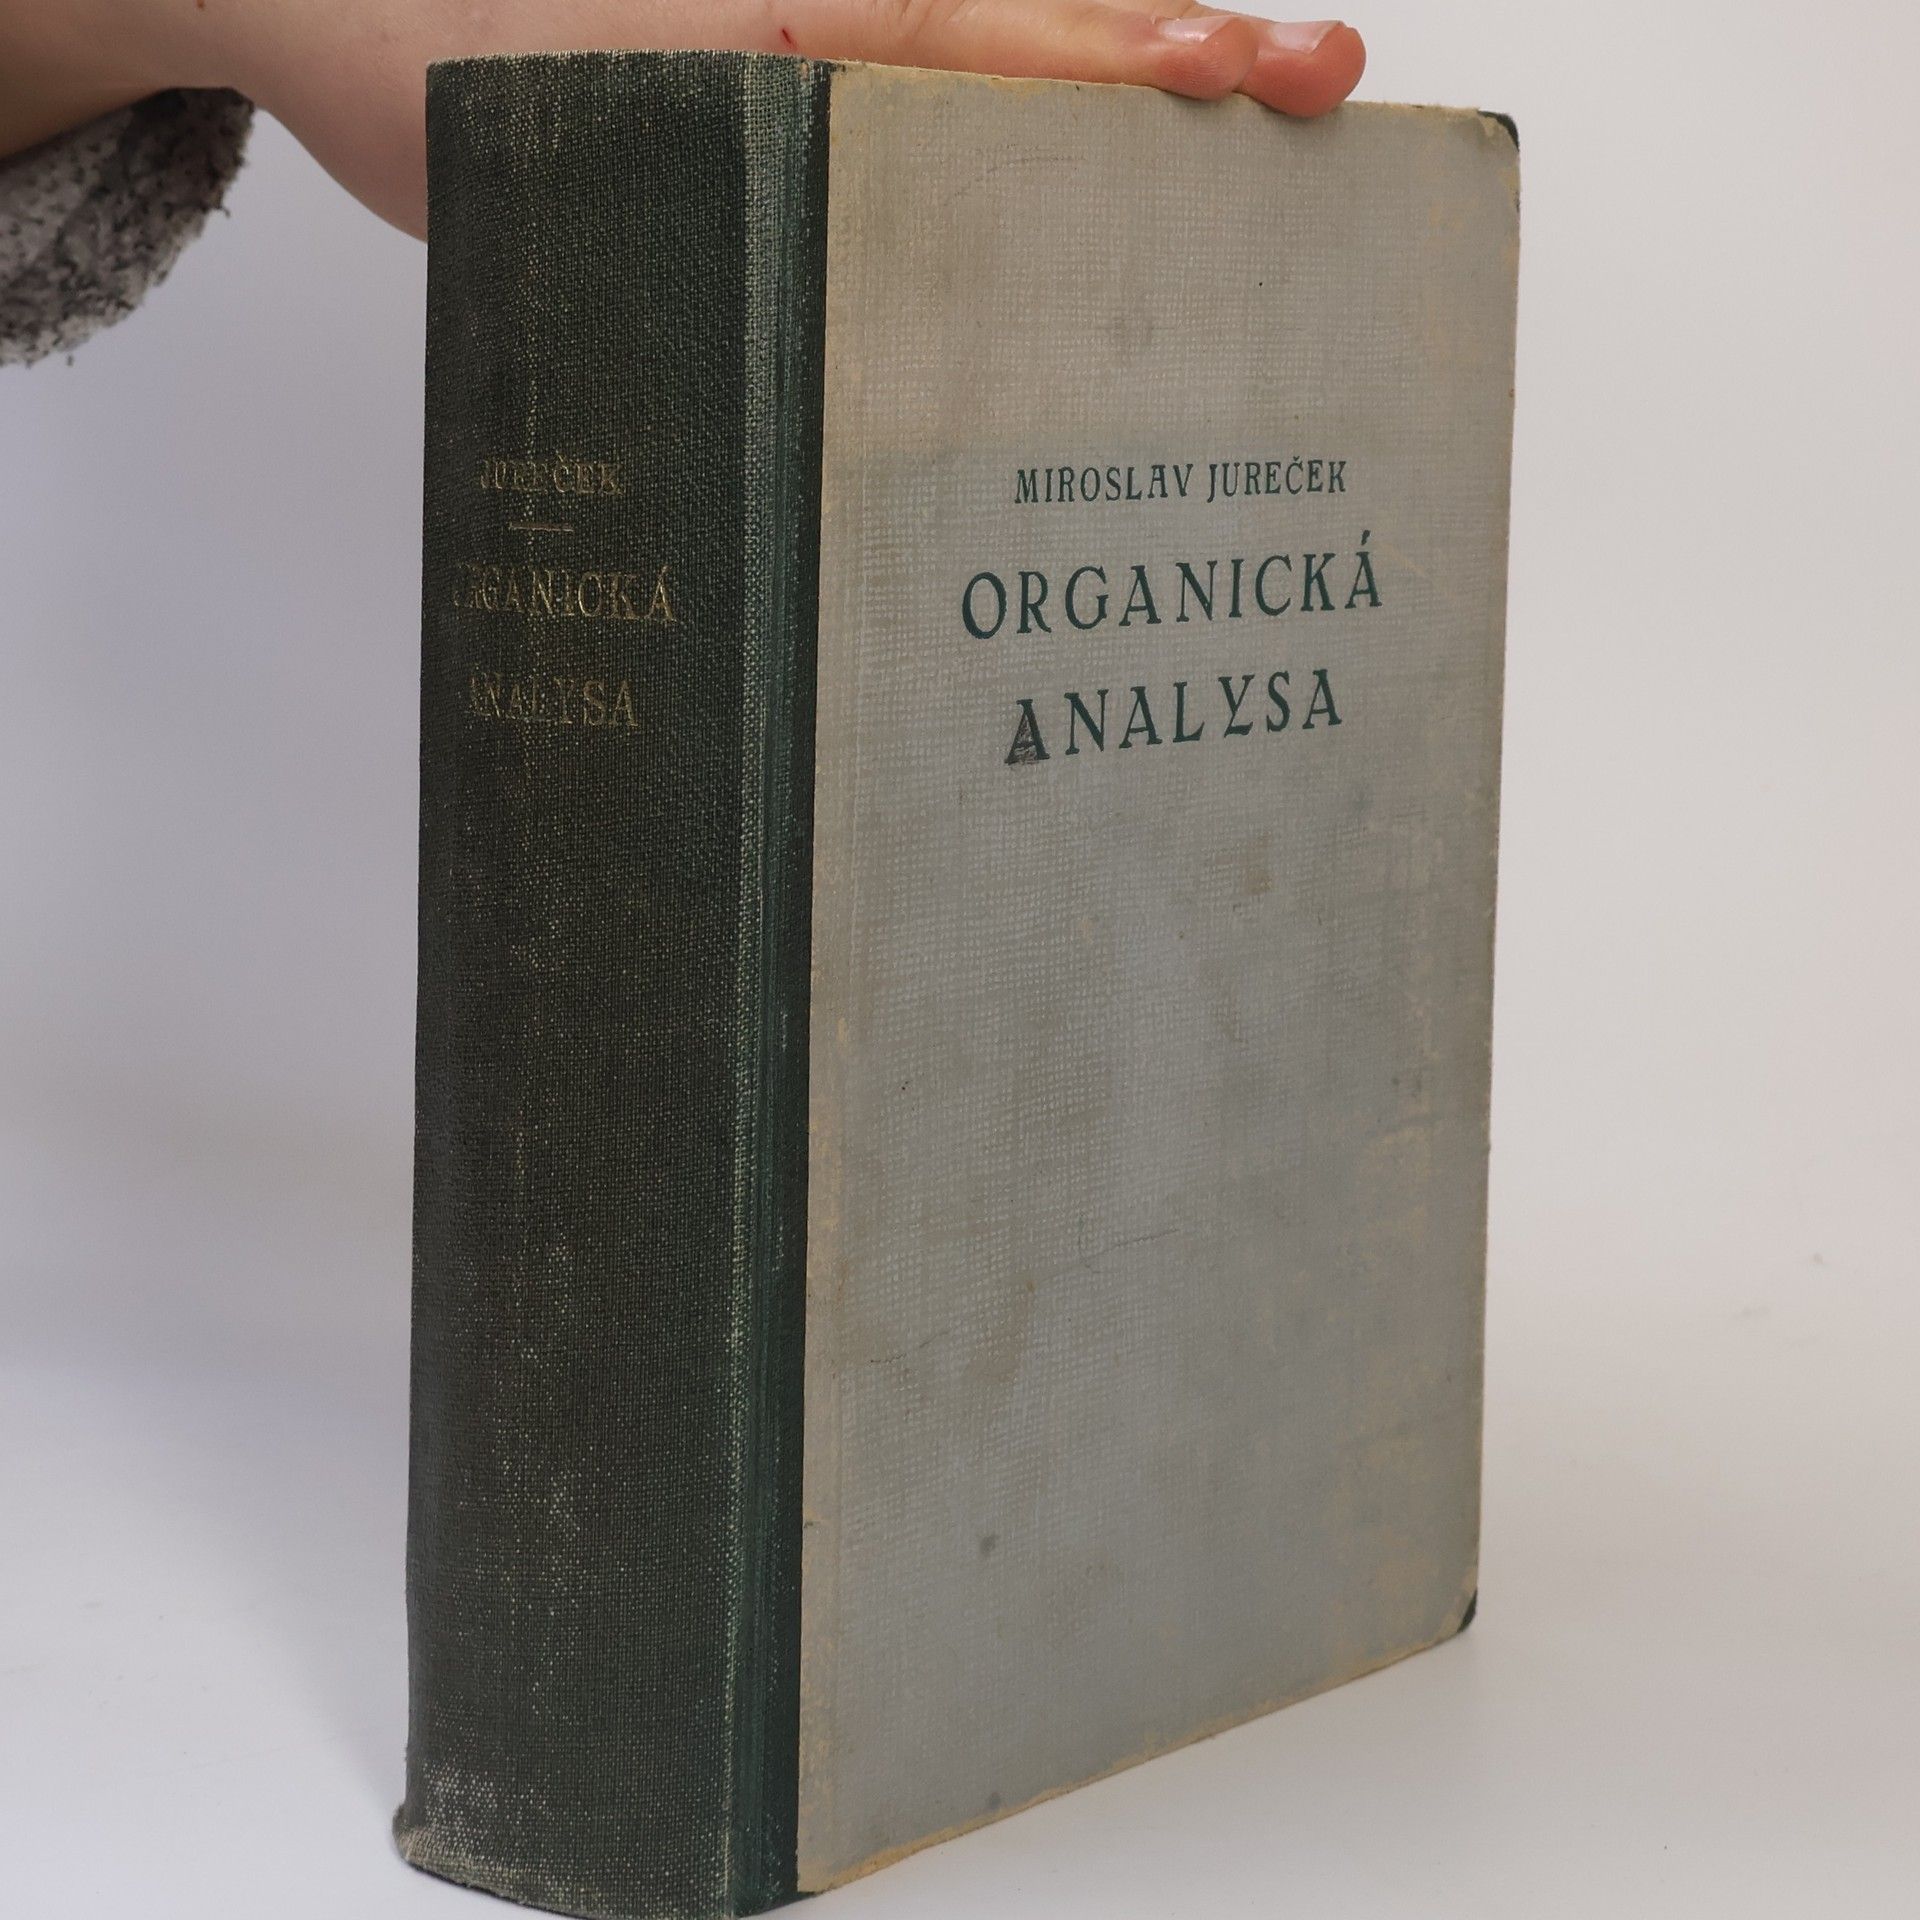 JUREČEK
ORGANICKÁ
ANALYSA
MIROSLAV JUREČEK
ORGANICKÁ
ANALYSA